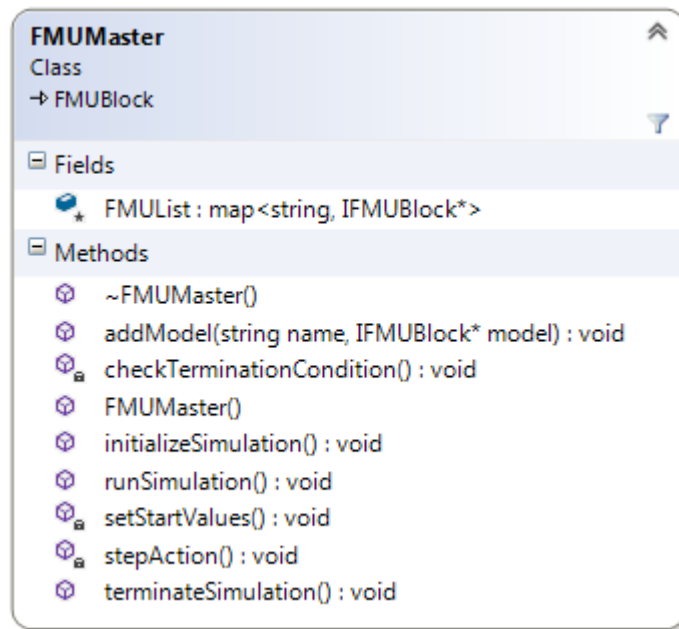 FMUMaster
Class
FMUBlock
Fields
FMUList : map<string, IFMUBlock*>
Methods
~FMUMaster()
addModel(string name, IFMUBlock* model) : void
checkTerminationCondition() : void
FMUMaster()
initializeSimulation() : void
runSimulation() : void
setStartValues() : void
stepAction() : void
terminateSimulation() : void